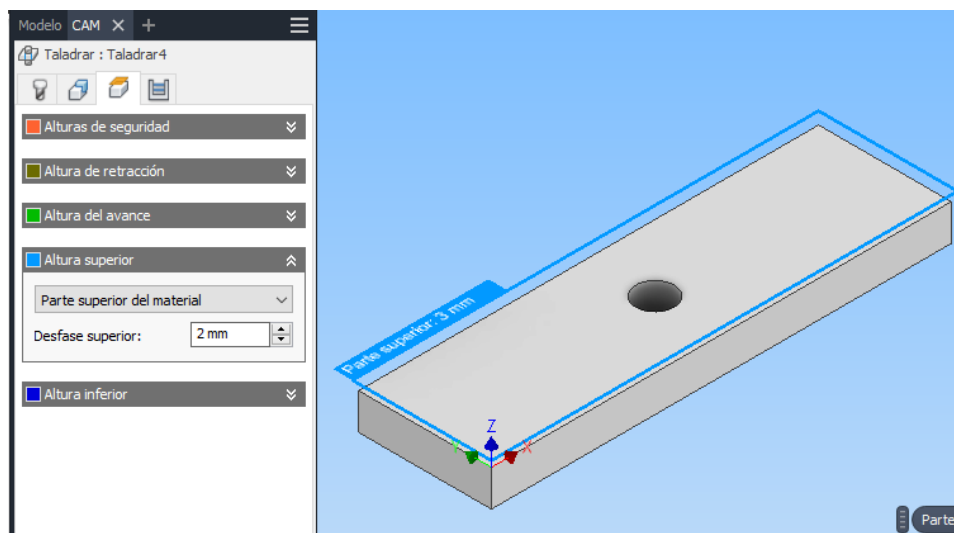 Modelo CAM
Taladrar : Taladrar4
Alturas de seguridad
Altura de retracción
Altura del avance
Altura superior
Parte superior del material
Desfase superior: 2 mm
Altura inferior
Parte superior: 3 mm
Z
Y
X
Parte